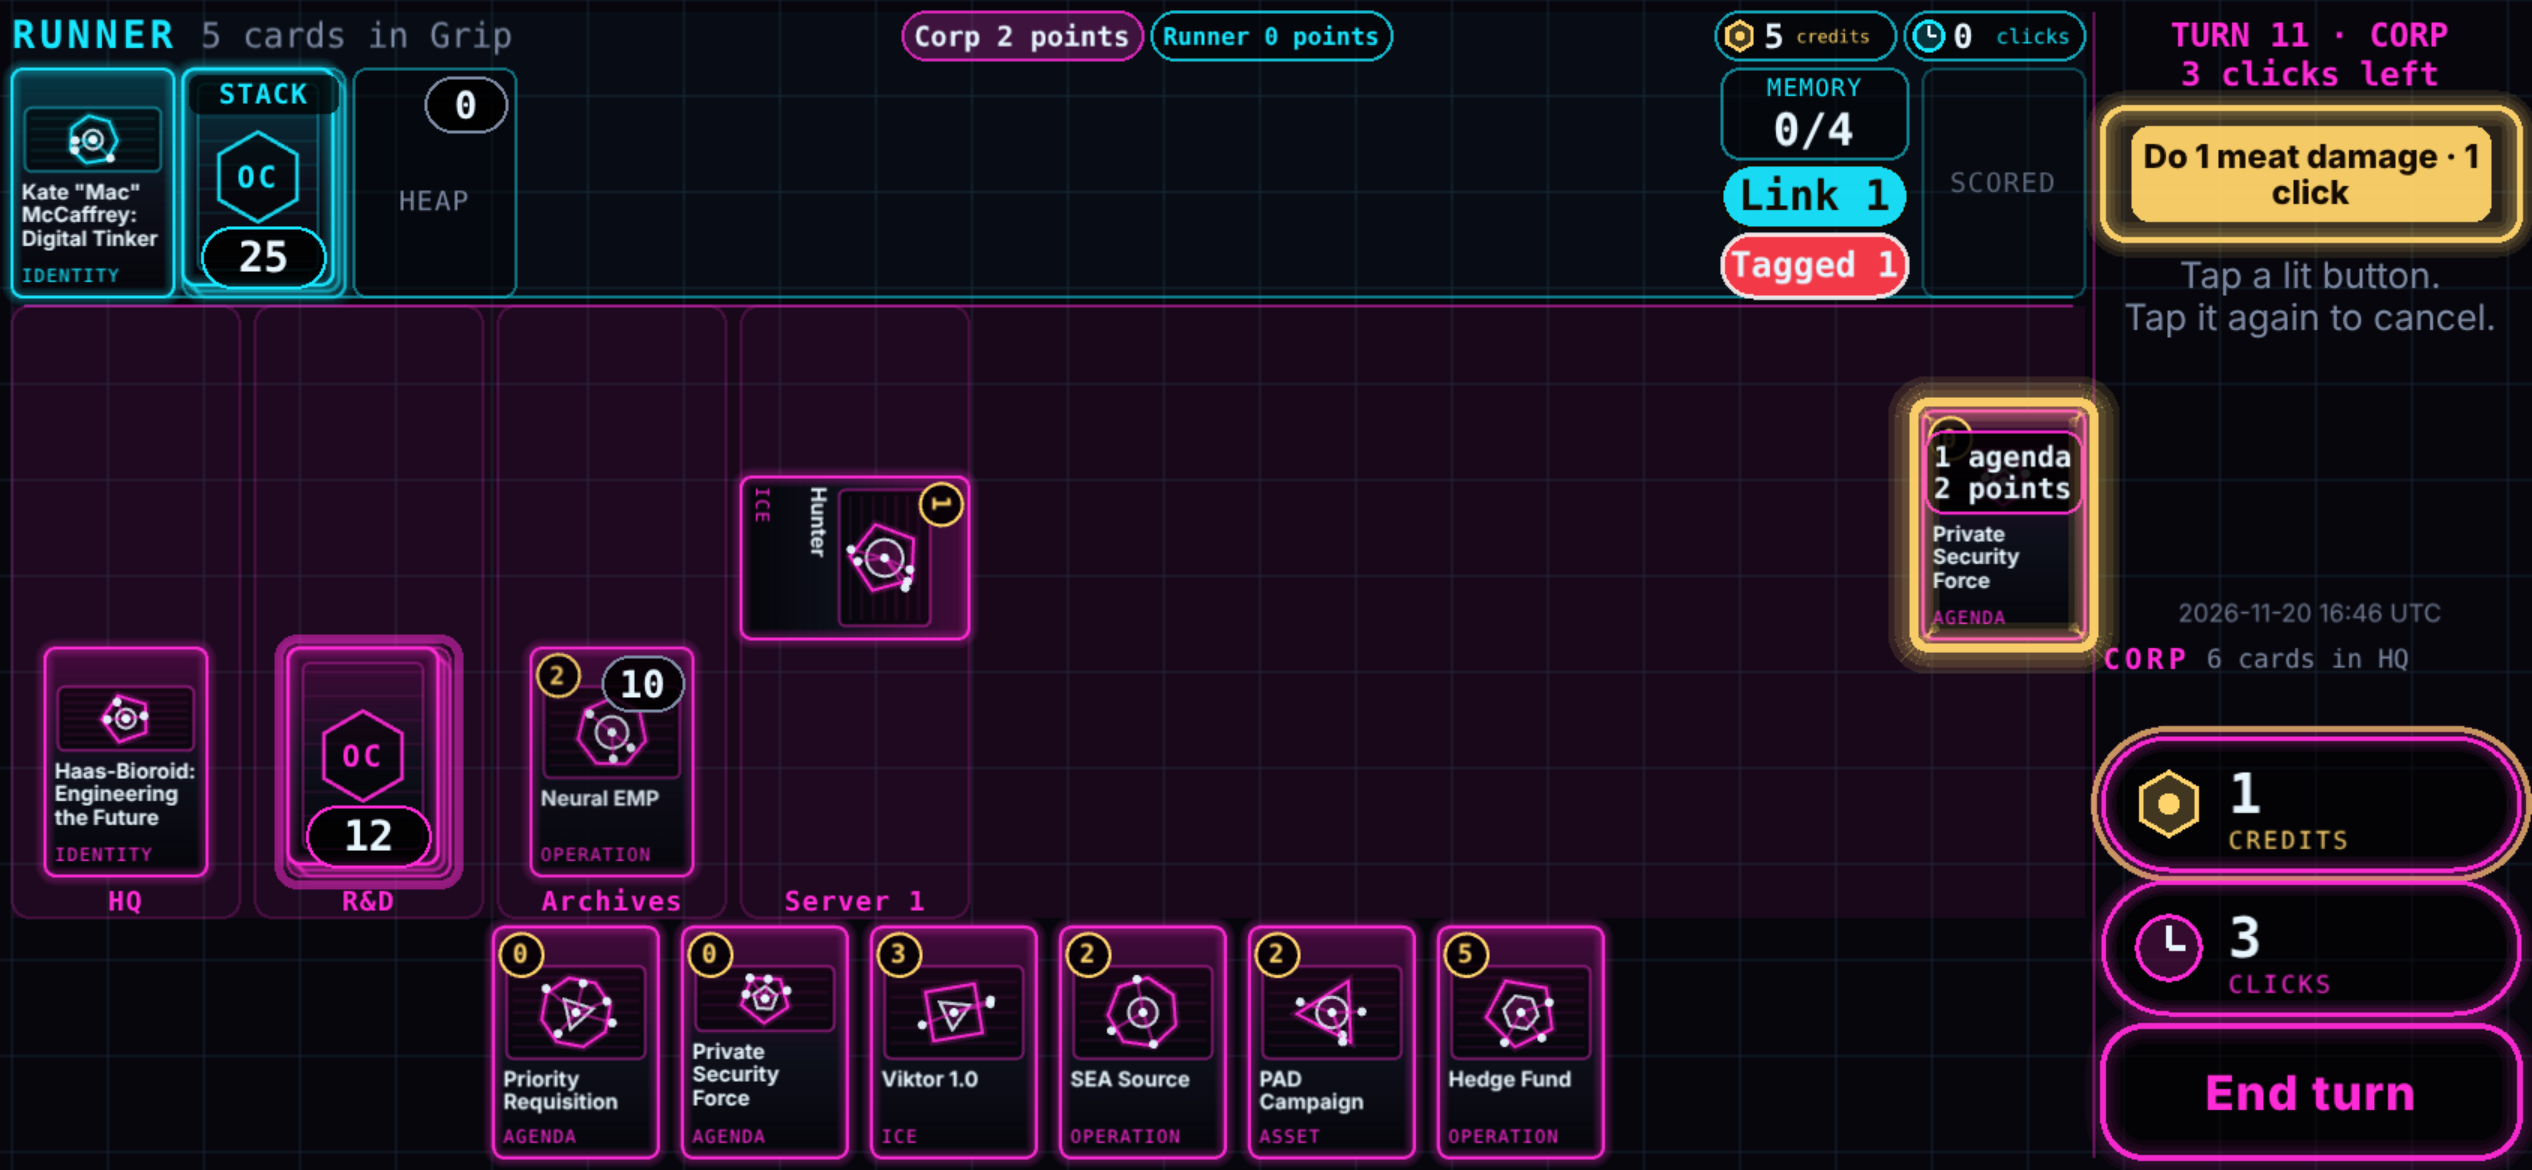 RUNNER 5 cards in Grip
Corp 2 points
Runner 0 points
5 credits
0 clicks
TURN 11 · CORP
3 clicks left
Kate "Mac"
McCaffrey:
Digital Tinker
IDENTITY
STACK
OC
25
0
HEAP
MEMORY
0/4
Link 1
Tagged 1
SCORED
Do 1 meat damage · 1
click
Tap a lit button.
Tap it again to cancel.
ICE
Hunter
1
1 agenda
2 points
Private
Security
Force
AGENDA
2026-11-20 16:46 UTC
CORP 6 cards in HQ
Haas-Bioroid:
Engineering
the Future
IDENTITY
HQ
OC
12
R&D
2
10
Neural EMP
OPERATION
Archives
Server 1
1
CREDITS
3
CLICKS
End turn
0
Priority
Requisition
AGENDA
0
Private
Security
Force
AGENDA
3
Viktor 1.0
ICE
2
SEA Source
OPERATION
2
PAD
Campaign
ASSET
5
Hedge Fund
OPERATION